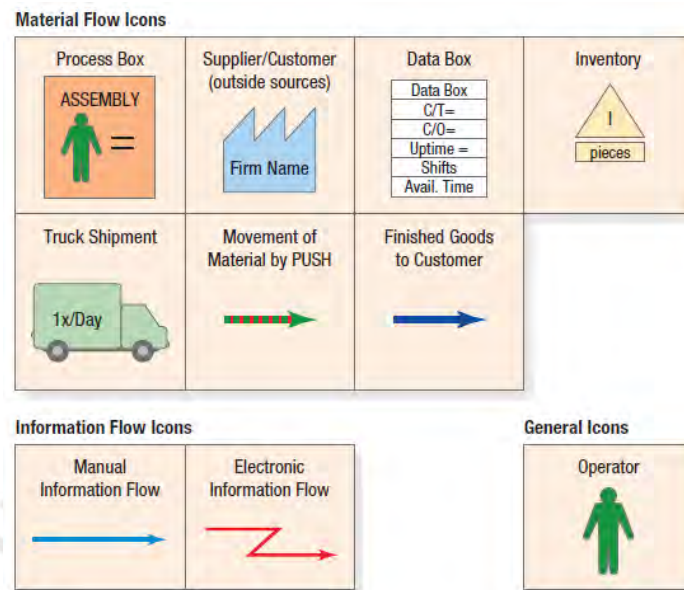 Material Flow Icons
Process Box
ASSEMBLY
=
Supplier/Customer
(outside sources)
Firm Name
Data Box
Data Box
C/T=
C/O=
Uptime =
Shifts
Avail. Time
Inventory
I
pieces
Truck Shipment
1x/Day
Movement of
Material by PUSH
Finished Goods
to Customer
Information Flow Icons
Manual
Information Flow
Electronic
Information Flow
General Icons
Operator